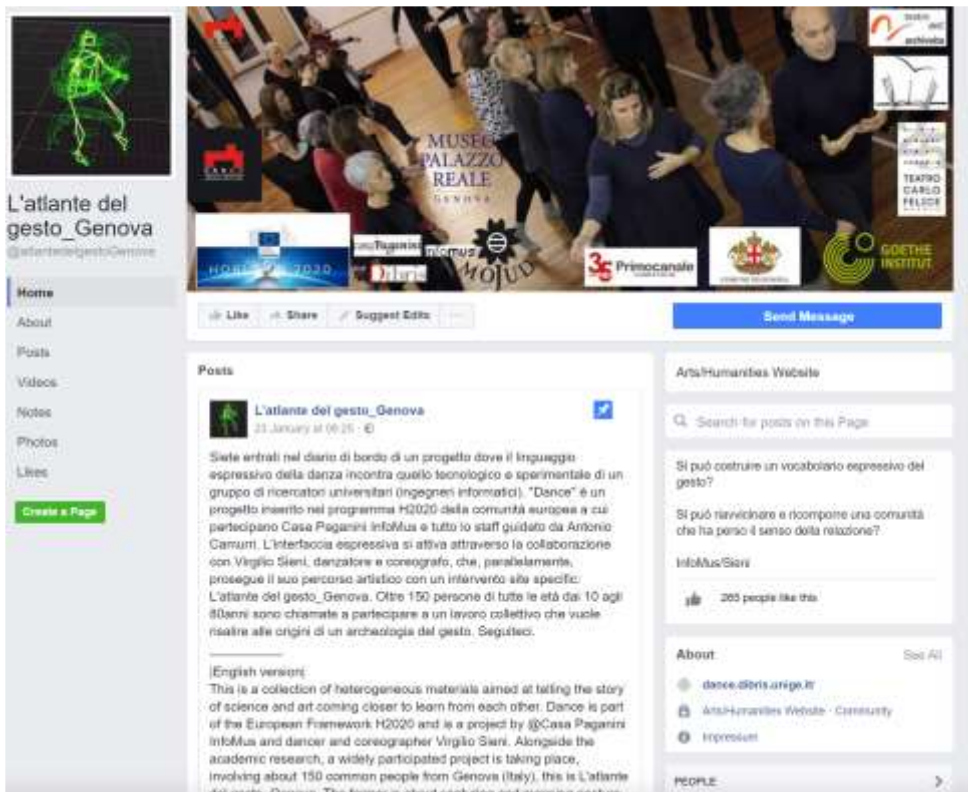 L'atlante del
gesto_Genova
@atlantedelgestoGenova
Home
About
Posts
Videos
Notes
Photos
Likes
Create a Page
teatro
dell'
archivolto
MUSEO
PALAZZO
REALE
GENOVA
TEATRO
CARLO
FELICE
HORIZON 2020
casaPaganini
infomus
Dibris
MOJUD
35 Primocanale
GOETHE
INSTITUT
Like Share Suggest Edits
Send Message
Posts
L'atlante del gesto_Genova
Siete entrati nel diario di bordo di un progetto dove il linguaggio
espressivo della danza incontra quello tecnologico e sperimentale di un
gruppo di ricercatori universitari (ingegneri informatici). "Dance" è un
progetto inserito nel programma H2020 della comunità europea a cui
partecipano Casa Paganini InfoMus e tutto lo staff guidato da Antonio
Camurri. L'interfaccia espressiva si attiva attraverso la collaborazione
con Virgilio Sieni, danzatore e coreografo, che, parallelamente,
prosegue il suo percorso artistico con un intervento site specific:
L'atlante del gesto_Genova. Oltre 150 persone di tutte le età dai 10 agli
80anni sono chiamate a partecipare a un lavoro collettivo che vuole
risalire alle origini di un archeologia del gesto. Seguiteci.
|English version|
This is a collection of heterogeneous materials aimed at telling the story
of science and art coming closer to learn from each other. Dance is part
of the European Framework H2020 and is a project by @Casa Paganini
InfoMus and dancer and coreographer Virgilio Sieni. Alongside the
academic research, a widely participated project is taking place,
involving about 150 common people from Genova (Italy), this is L'atlante
Arts/Humanities Website
Search for posts on this Page
Si può costruire un vocabolario espressivo del
gesto?
Si può riavvicinare e ricomporre una comunità
che ha perso il senso della relazione?
InfoMus/Sieni
265 people like this
About See All
dance.dibris.unige.it/
Arts/Humanities Website · Community
Impressum
PEOPLE